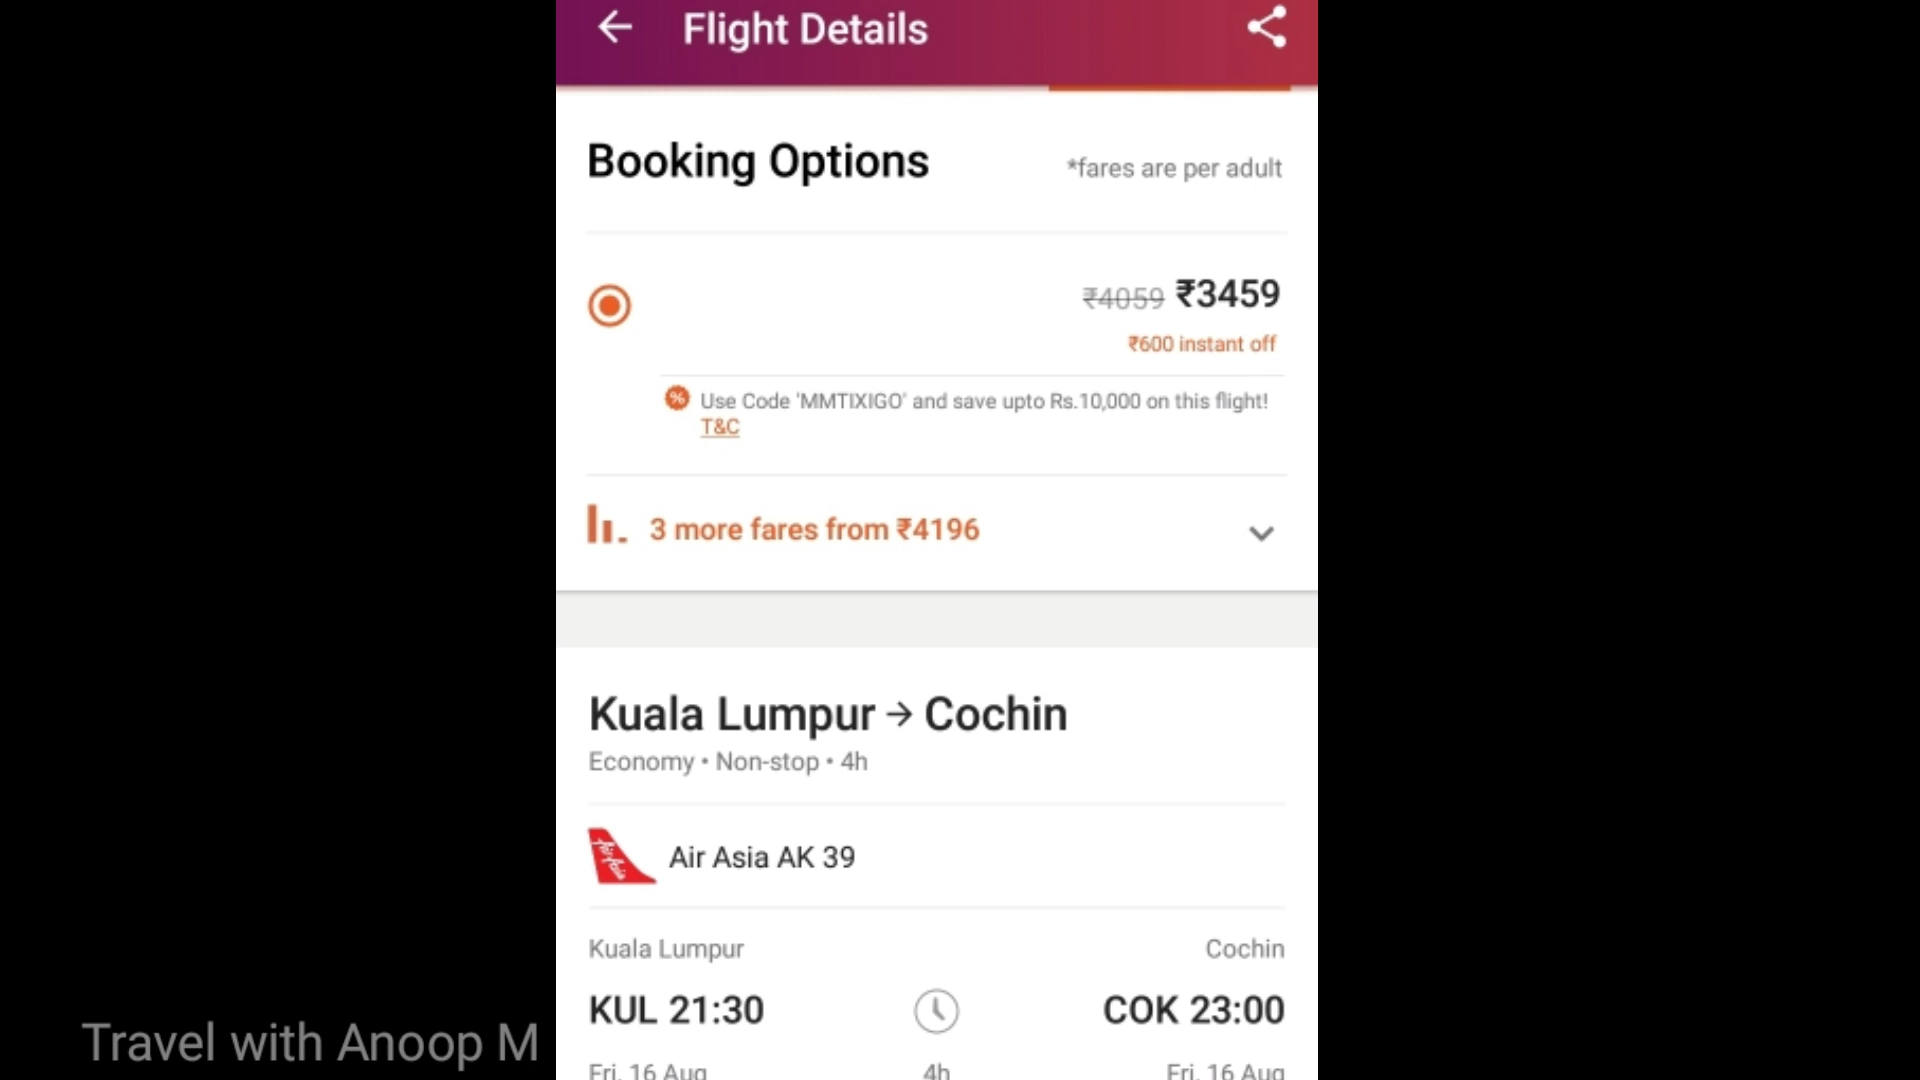 Flight Details
Booking Options
*fares are per adult
₹4059 ₹3459
₹600 instant off
% Use Code 'MMTIXIGO' and save upto Rs.10,000 on this flight!
T&C
3 more fares from ₹4196
Kuala Lumpur → Cochin
Economy • Non-stop • 4h
AirAsia
Air Asia AK 39
Kuala Lumpur Cochin
KUL 21:30 COK 23:00
Fri, 16 Aug 4h Fri, 16 Aug
Travel with Anoop M